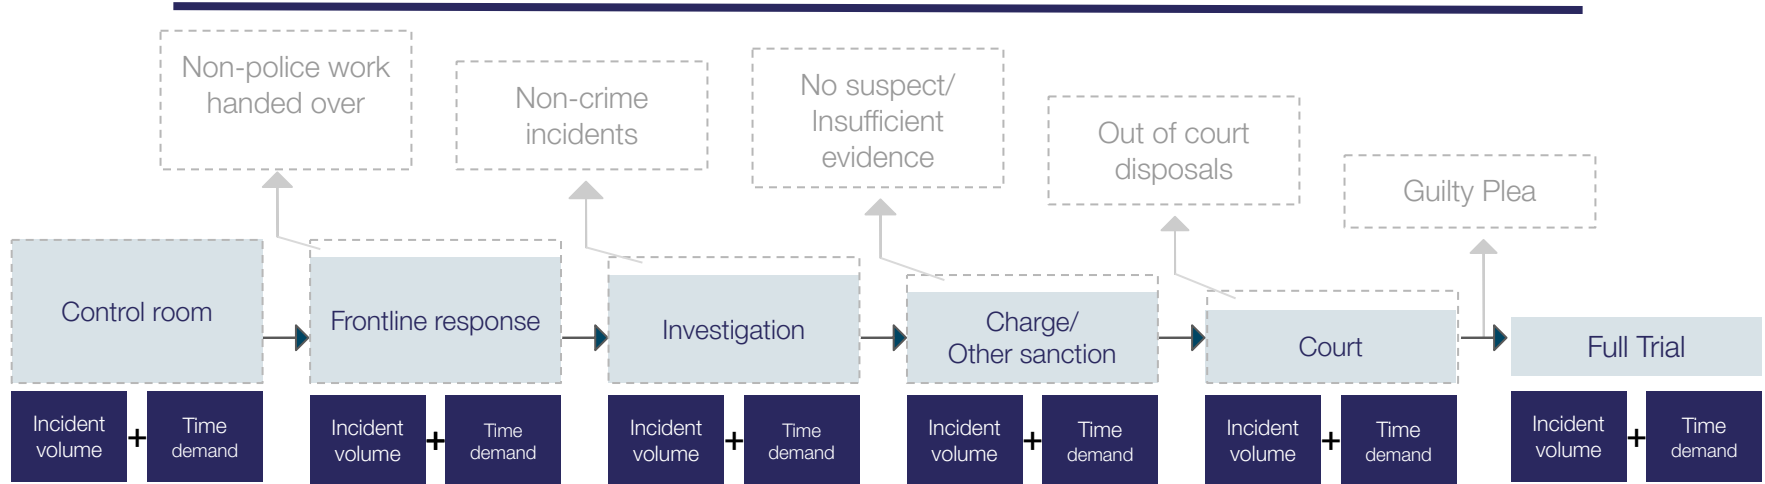 Non-police work
handed over
Non-crime
incidents
No suspect/
Insufficient
evidence
Out of court
disposals
Guilty Plea
Control room
Frontline response
Investigation
Charge/
Other sanction
Court
Full Trial
Incident
volume
+
Time
demand
Incident
volume
+
Time
demand
Incident
volume
+
Time
demand
Incident
volume
+
Time
demand
Incident
volume
+
Time
demand
Incident
volume
+
Time
demand